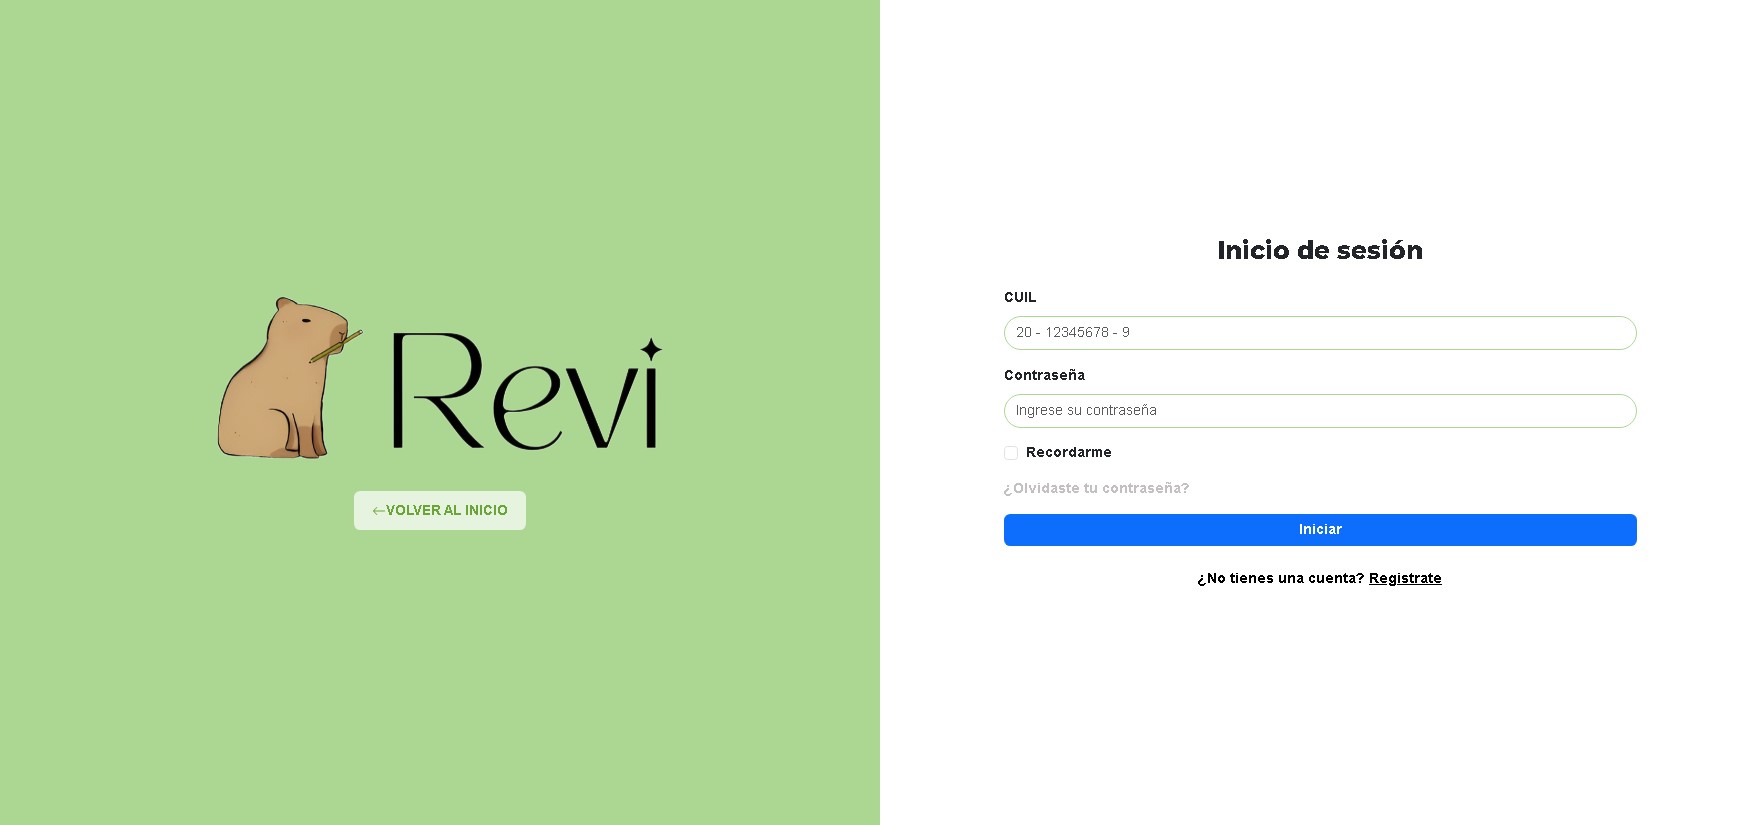 Revi
←VOLVER AL INICIO
Inicio de sesión
CUIL
20 - 12345678 - 9
Contraseña
Ingrese su contraseña
Recordarme
¿Olvidaste tu contraseña?
Iniciar
¿No tienes una cuenta? Registrate